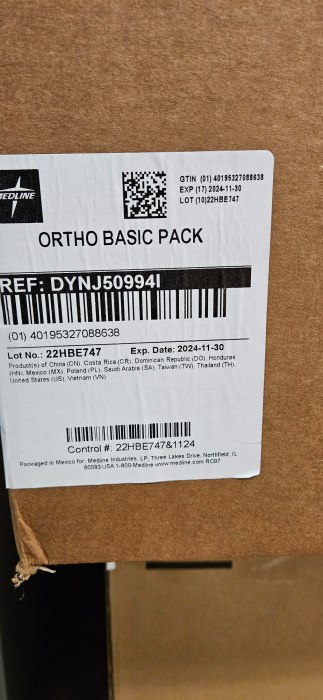 MEDLINE
GTIN (01) 40195327088638
EXP (17) 2024-11-30
LOT (10)22HBE747
ORTHO BASIC PACK
REF: DYNJ50994I
(01) 40195327088638
Lot No.: 22HBE747 Exp. Date: 2024-11-30
Product(s) of China (CN), Costa Rica (CR), Dominican Republic (DO), Honduras
(HN), Mexico (MX), Poland (PL), Saudi Arabia (SA), Taiwan (TW), Thailand (TH),
United States (US), Vietnam (VN)
Control #: 22HBE747&1124
Packaged in Mexico for: Medline Industries, LP, Three Lakes Drive, Northfield, IL
60093 USA 1-800-Medline www.medline.com RC97